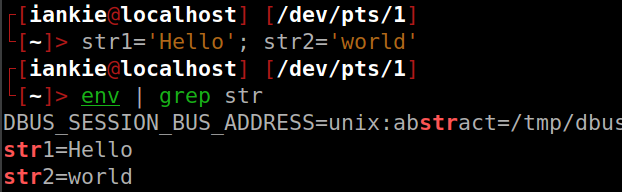 [iankie@localhost] [/dev/pts/1]
[~]> str1='Hello'; str2='world'
[iankie@localhost] [/dev/pts/1]
[~]> env | grep str
DBUS_SESSION_BUS_ADDRESS=unix:abstract=/tmp/dbus
str1=Hello
str2=world